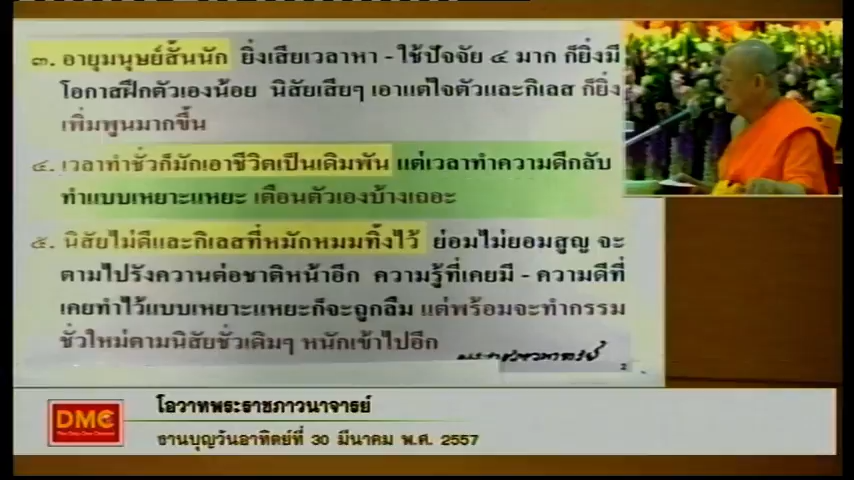 ๓. อายุมนุษย์สั้นนัก ยิ่งเสียเวลาหา - ใช้ปัจจัย ๔ มาก ก็ยิ่งมี
โอกาสฝึกตัวเองน้อย นิสัยเสียๆ เอาแต่ใจตัวและกิเลส ก็ยิ่ง
เพิ่มพูนมากขึ้น
๔. เวลาทำชั่วก็มักเอาชีวิตเป็นเดิมพัน แต่เวลาทำความดีกลับ
ทำแบบเหยาะแหยะ เตือนตัวเองบ้างเถอะ
๕. นิสัยไม่ดีและกิเลสที่หมักหมมทิ้งไว้ ย่อมไม่ยอมสูญ จะ
ตามไปรังควานต่อชาติหน้าอีก ความรู้ที่เคยมี - ความดีที่
เคยทำไว้แบบเหยาะแหยะก็จะถูกลืม แต่พร้อมจะทำกรรม
ชั่วใหม่ตามนิสัยชั่วเดิมๆ หนักเข้าไปอีก
2
DMC
โอวาทพระราชภาวนาจารย์
งานบุญวันอาทิตย์ที่ 30 มีนาคม พ.ศ. 2557